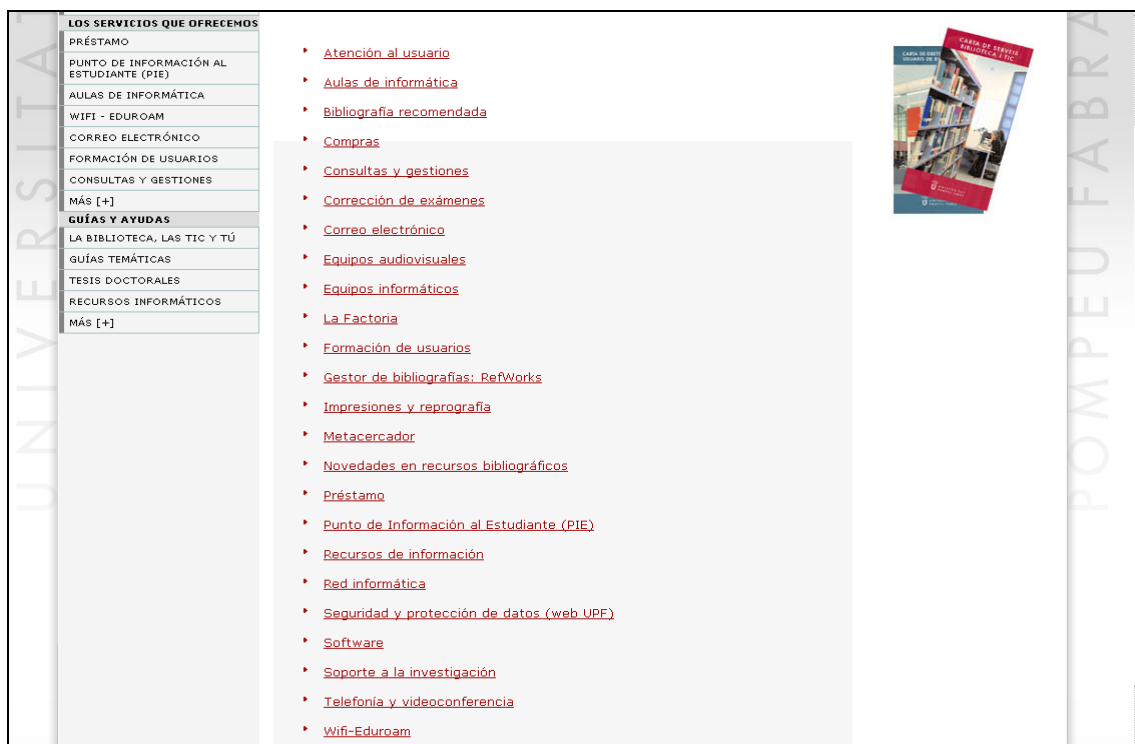 LOS SERVICIOS QUE OFRECEMOS
PRÉSTAMO
PUNTO DE INFORMACIÓN AL
ESTUDIANTE (PIE)
AULAS DE INFORMÁTICA
WIFI - EDUROAM
CORREO ELECTRÓNICO
FORMACIÓN DE USUARIOS
CONSULTAS Y GESTIONES
MÁS [+]
GUÍAS Y AYUDAS
LA BIBLIOTECA, LAS TIC Y TÚ
GUÍAS TEMÁTICAS
TESIS DOCTORALES
RECURSOS INFORMÁTICOS
MÁS [+]
Atención al usuario
Aulas de informática
Bibliografía recomendada
Compras
Consultas y gestiones
Corrección de exámenes
Correo electrónico
Equipos audiovisuales
Equipos informáticos
La Factoria
Formación de usuarios
Gestor de bibliografías: RefWorks
Impresiones y reprografía
Metacercador
Novedades en recursos bibliográficos
Préstamo
Punto de Información al Estudiante (PIE)
Recursos de información
Red informática
Seguridad y protección de datos (web UPF)
Software
Soporte a la investigación
Telefonía y videoconferencia
Wifi-Eduroam
CARTA DE SERVEIS
BIBLIOTECA I TIC
UNIVERSITAT
POMPEU FABRA